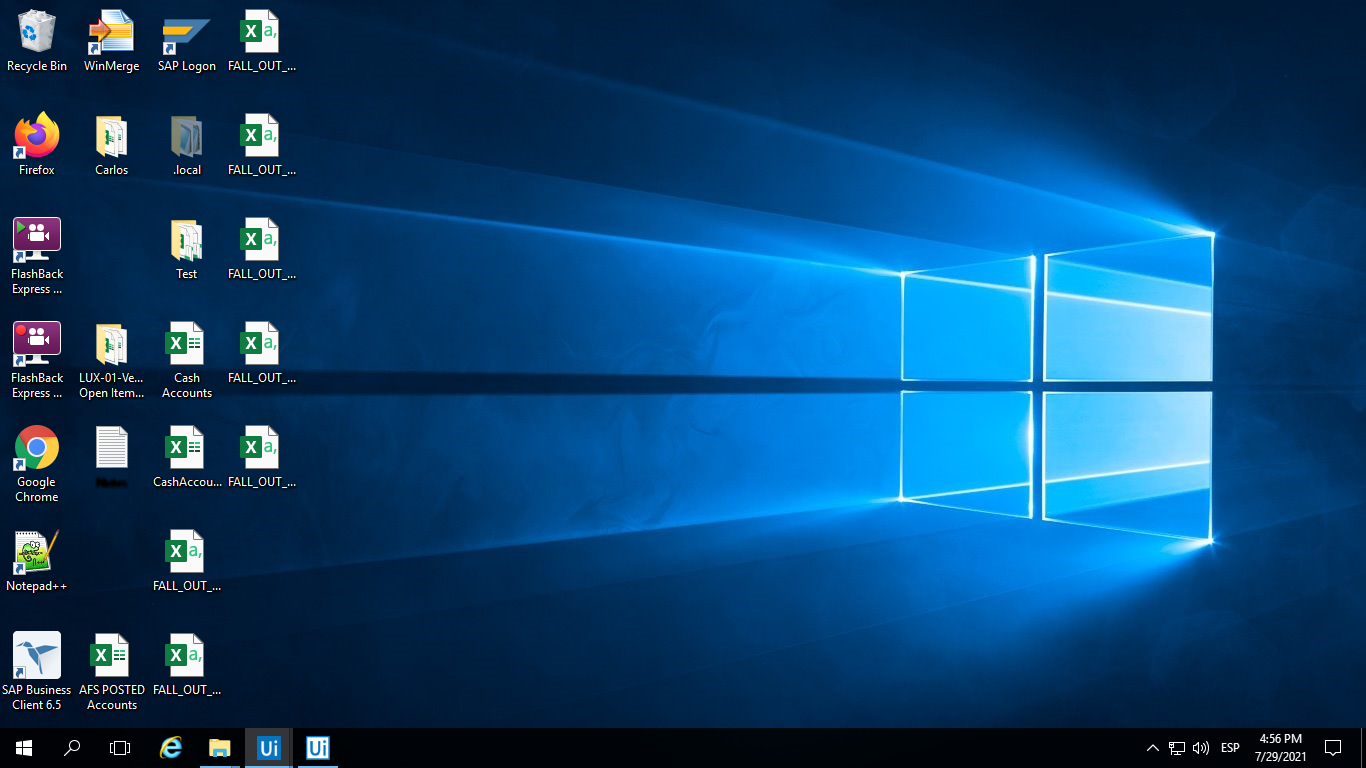 Recycle Bin
WinMerge
SAP Logon
FALL_OUT_...
Firefox
Carlos
.local
FALL_OUT_...
FlashBack
Express ...
Test
FALL_OUT_...
FlashBack
Express ...
LUX-01-Ve...
Open Item...
Cash
Accounts
FALL_OUT_...
Google
Chrome
CashAccou...
FALL_OUT_...
Notepad++
FALL_OUT_...
SAP Business
Client 6.5
AFS POSTED
Accounts
FALL_OUT_...
Ui
Ui
ESP
4:56 PM
7/29/2021